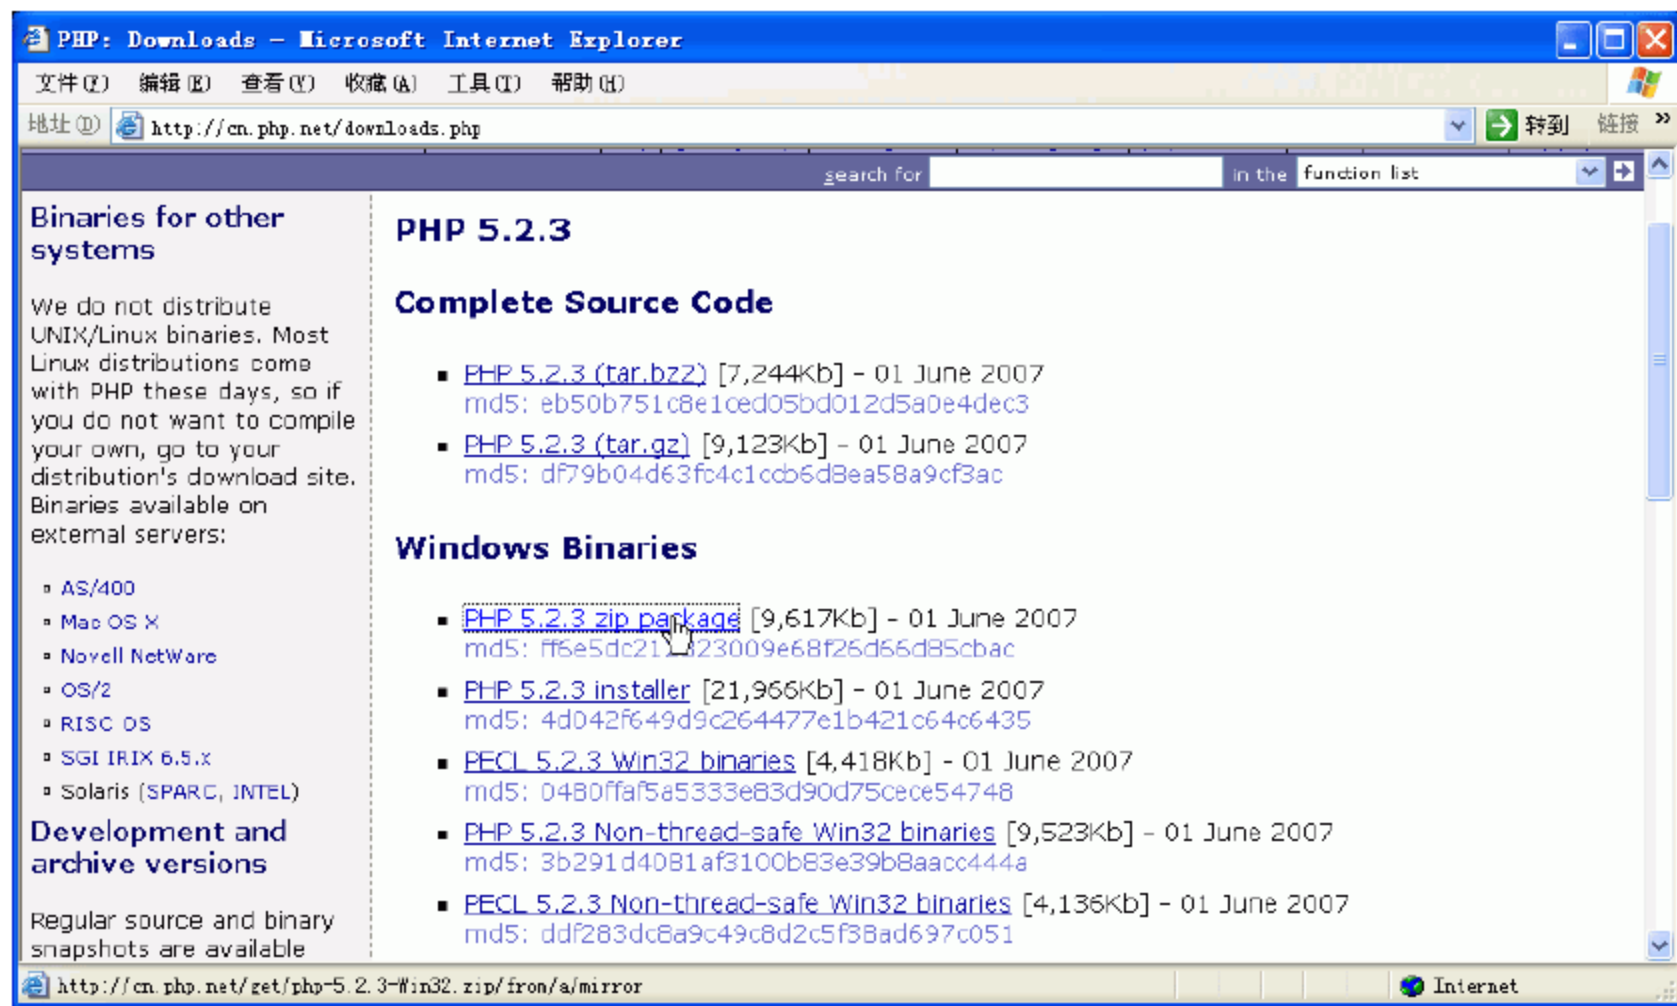 PHP: Downloads - Microsoft Internet Explorer
文件(F) 编辑(E) 查看(V) 收藏(A) 工具(T) 帮助(H)
地址(D) http://cn.php.net/downloads.php 转到 链接 »
search for in the function list
Binaries for other
systems
We do not distribute
UNIX/Linux binaries. Most
Linux distributions come
with PHP these days, so if
you do not want to compile
your own, go to your
distribution's download site.
Binaries available on
external servers:
AS/400
Mac OS X
Novell NetWare
OS/2
RISC OS
SGI IRIX 6.5.x
Solaris (SPARC, INTEL)
Development and
archive versions
Regular source and binary
snapshots are available
PHP 5.2.3
Complete Source Code
PHP 5.2.3 (tar.bz2) [7,244Kb] - 01 June 2007
md5: eb50b751c8e1ced05bd012d5a0e4dec3
PHP 5.2.3 (tar.gz) [9,123Kb] - 01 June 2007
md5: df79b04d63fc4c1ccb6d8ea58a9cf3ac
Windows Binaries
PHP 5.2.3 zip package [9,617Kb] - 01 June 2007
md5:
PHP 5.2.3 installer [21,966Kb] - 01 June 2007
md5: 4d042f649d9c264477e1b421c64c6435
PECL 5.2.3 Win32 binaries [4,418Kb] - 01 June 2007
md5: 0480ffaf5a5333e83d90d75cece54748
PHP 5.2.3 Non-thread-safe Win32 binaries [9,523Kb] - 01 June 2007
md5: 3b291d4081af3100b83e39b8aacc444a
PECL 5.2.3 Non-thread-safe Win32 binaries [4,136Kb] - 01 June 2007
md5: ddf283dc8a9c49c8d2c5f38ad697c051
http://cn.php.net/get/php-5.2.3-Win32.zip/from/a/mirror Internet